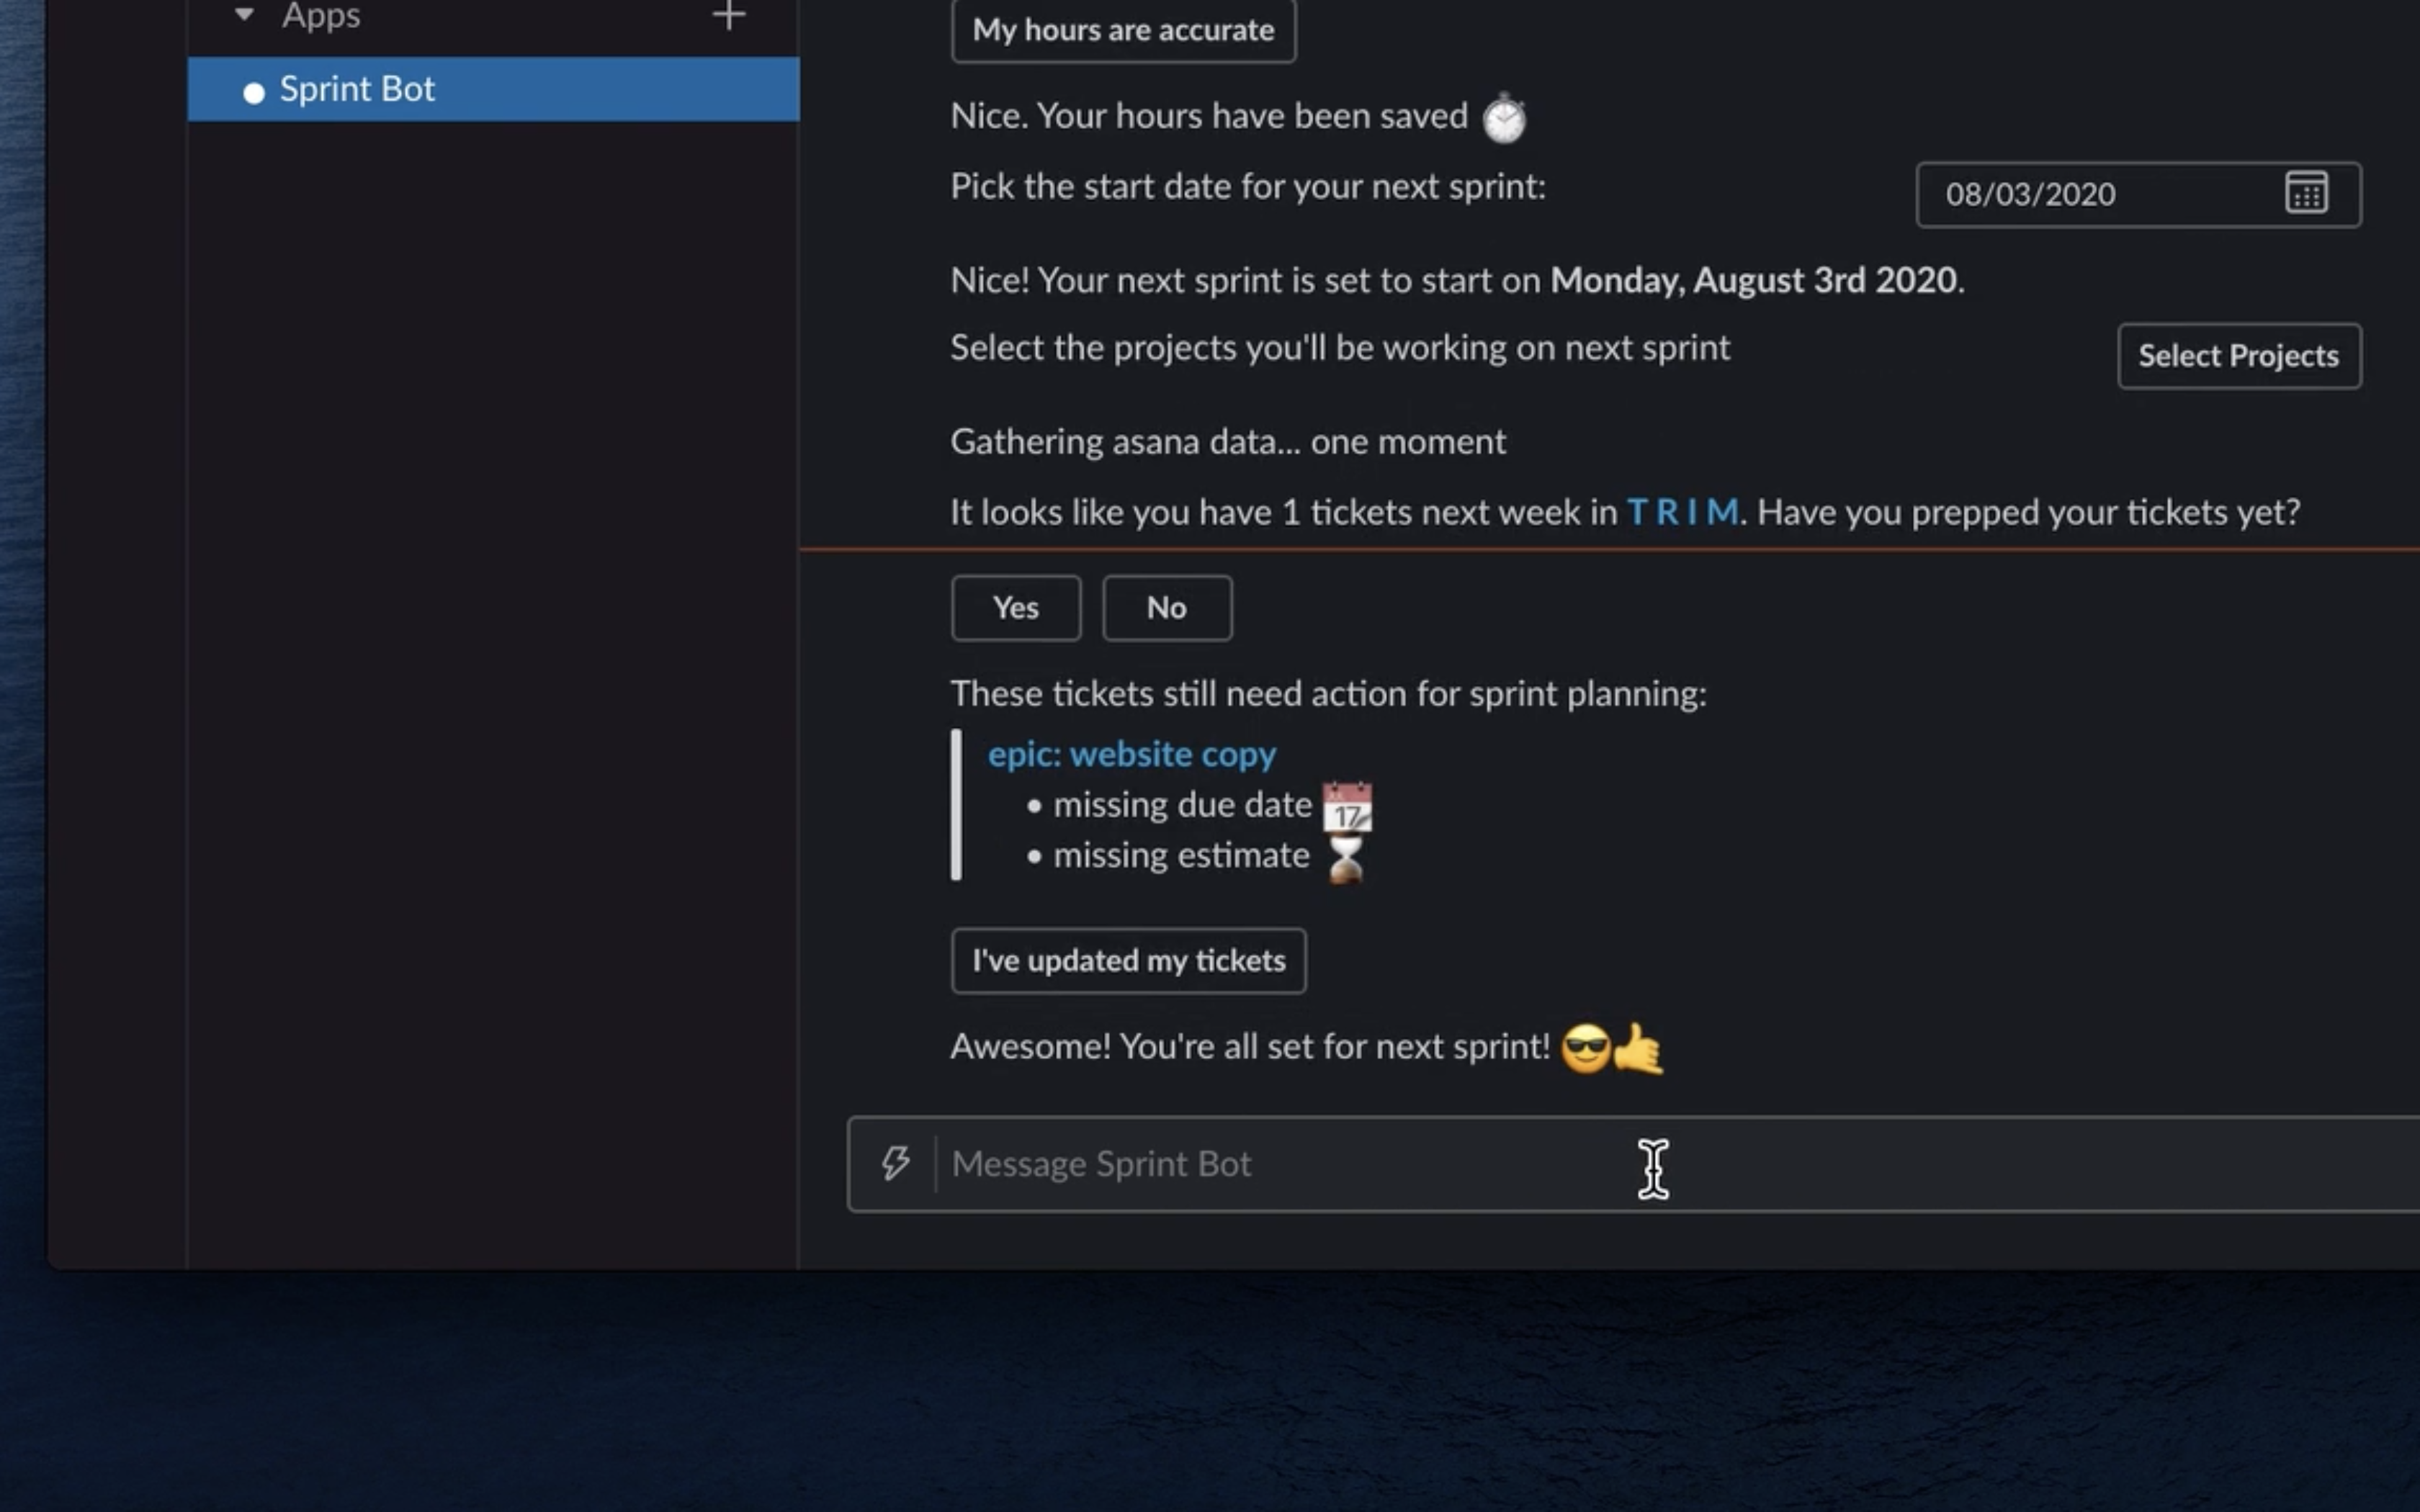 Apps
Sprint Bot
My hours are accurate
Nice. Your hours have been saved
Pick the start date for your next sprint:
08/03/2020
Nice! Your next sprint is set to start on Monday, August 3rd 2020.
Select the projects you'll be working on next sprint
Select Projects
Gathering asana data... one moment
It looks like you have 1 tickets next week in T R I M. Have you prepped your tickets yet?
Yes
No
These tickets still need action for sprint planning:
epic: website copy
• missing due date 17
• missing estimate
I've updated my tickets
Awesome! You're all set for next sprint!
Message Sprint Bot